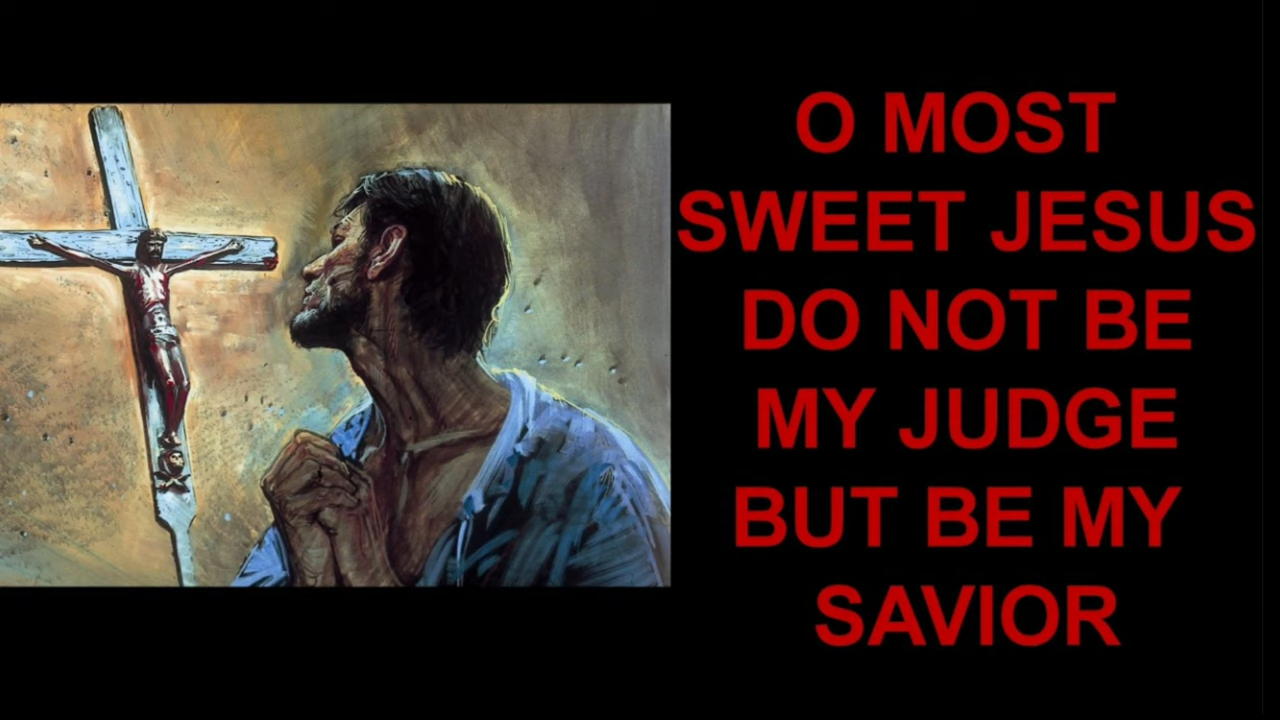 O MOST
SWEET JESUS
DO NOT BE
MY JUDGE
BUT BE MY
SAVIOR